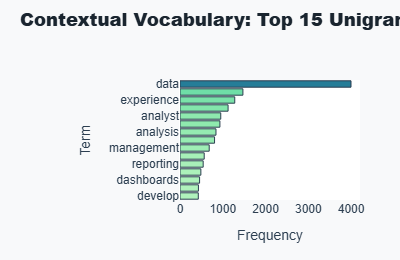 Contextual Vocabulary: Top 15 Unigrar
data
experience
analyst
analysis
management
reporting
dashboards
develop
Term
0 1000 2000 3000 4000
Frequency